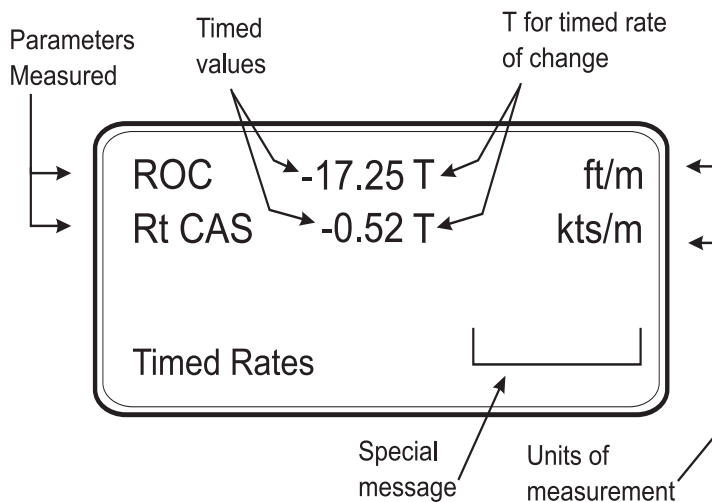 Parameters
Measured
Timed
values
T for timed rate
of change
ROC -17.25 T ft/m
Rt CAS -0.52 T kts/m
Timed Rates
Special
message
Units of
measurement